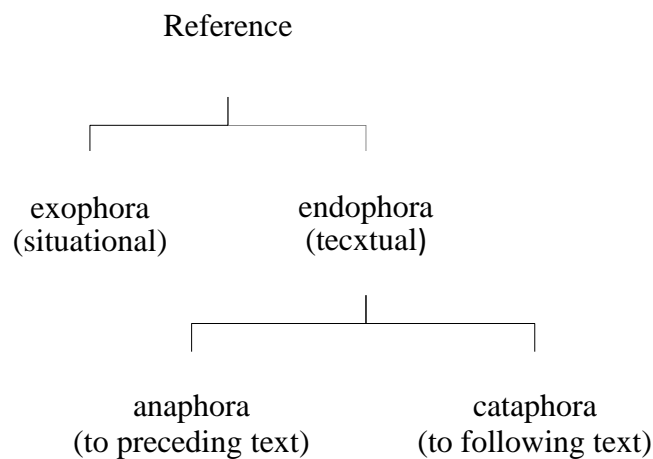 Reference
exophora endophora
(situational) (tecxtual)
anaphora cataphora
(to preceding text) (to following text)